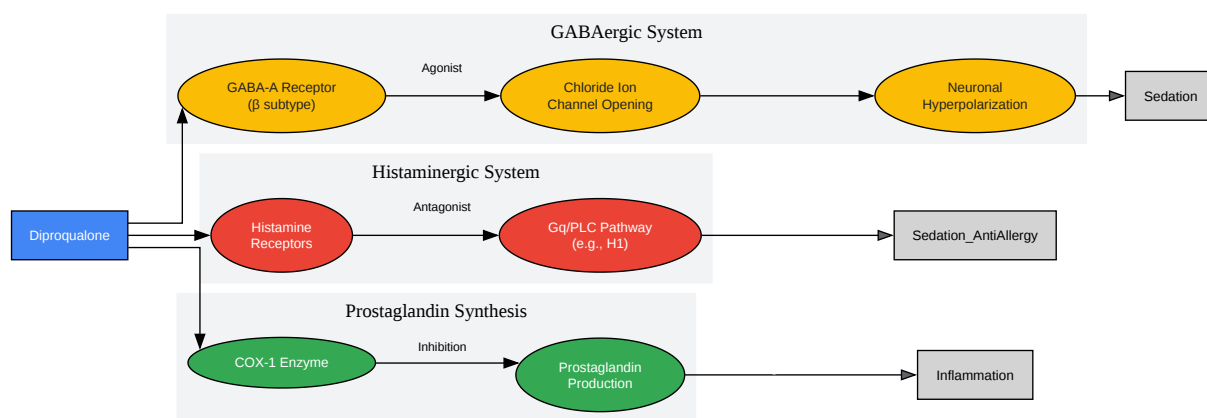 GABAergic System
GABA-A Receptor
(β subtype)
Agonist
Chloride Ion
Channel Opening
Neuronal
Hyperpolarization
Sedation
Histaminergic System
Diproqualone
Histamine
Receptors
Antagonist
Gq/PLC Pathway
(e.g., H1)
Sedation_AntiAllergy
Prostaglandin Synthesis
COX-1 Enzyme
Inhibition
Prostaglandin
Production
Inflammation